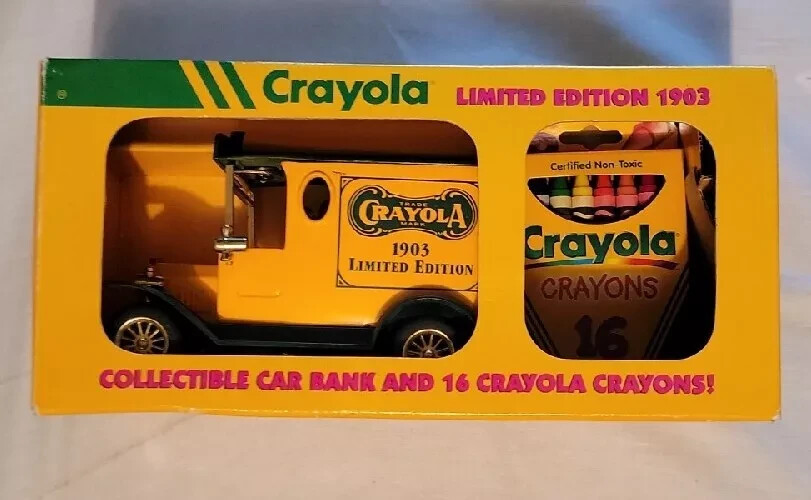 ® Crayola LIMITED EDITION 1903
TRADE
CRAYOLA
MARK
1903
LIMITED EDITION
Certified Non Toxic
Crayola
CRAYONS
16
COLLECTIBLE CAR BANK AND 16 CRAYOLA CRAYONS!